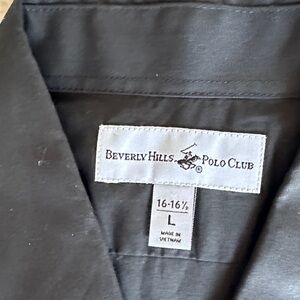 BEVERLY HILLS POLO CLUB
®
16-16½
L
MADE IN
VIETNAM